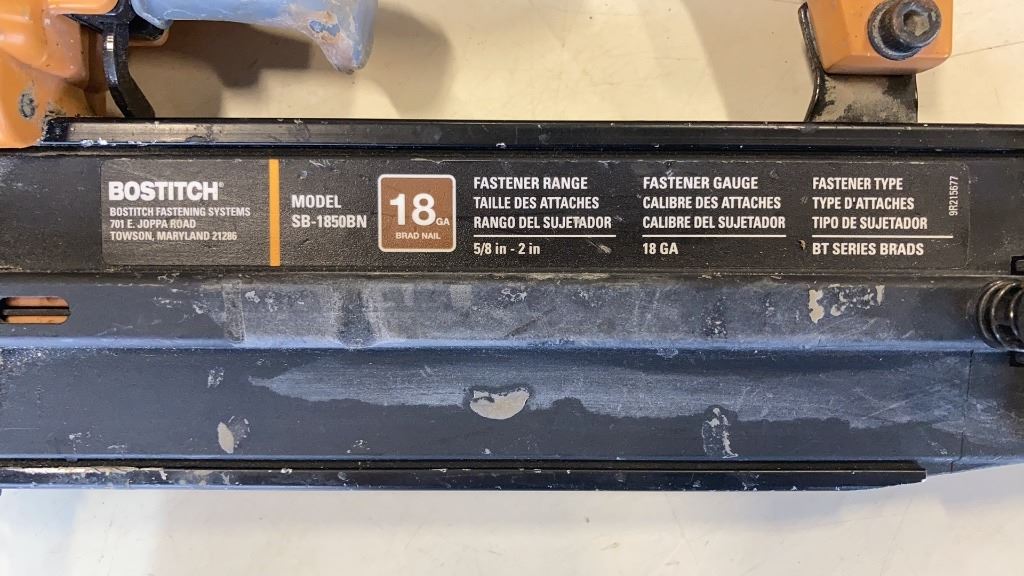 BOSTITCH®
BOSTITCH FASTENING SYSTEMS
701 E. JOPPA ROAD
TOWSON, MARYLAND 21286
MODEL
SB-1850BN
18 GA
BRAD NAIL
FASTENER RANGE
TAILLE DES ATTACHES
RANGO DEL SUJETADOR
5/8 in - 2 in
FASTENER GAUGE
CALIBRE DES ATTACHES
CALIBRE DEL SUJETADOR
18 GA
FASTENER TYPE
TYPE D'ATTACHES
TIPO DE SUJETADOR
BT SERIES BRADS
9R215677